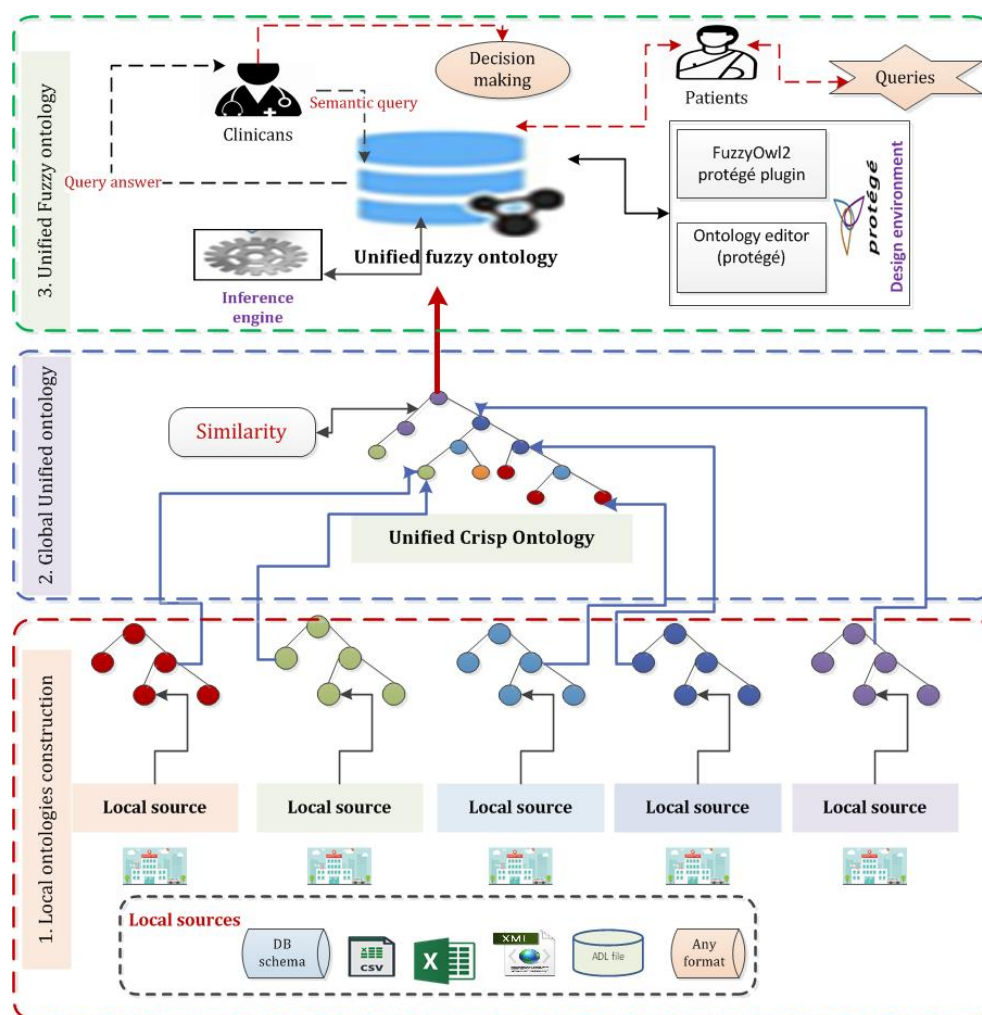 3. Unified Fuzzy ontology
Decision
making
Patients
Queries
Clinicans
Semantic query
Query answer
Unified fuzzy ontology
Inference
engine
FuzzyOwl2
protégé plugin
Ontology editor
(protégé)
protégé
Design environment
2. Global Unified ontology
Similarity
Unified Crisp Ontology
1. Local ontologies construction
Local source
Local source
Local source
Local source
Local source
Local sources
DB
schema
CSV
X
XMI
ADL file
Any
format